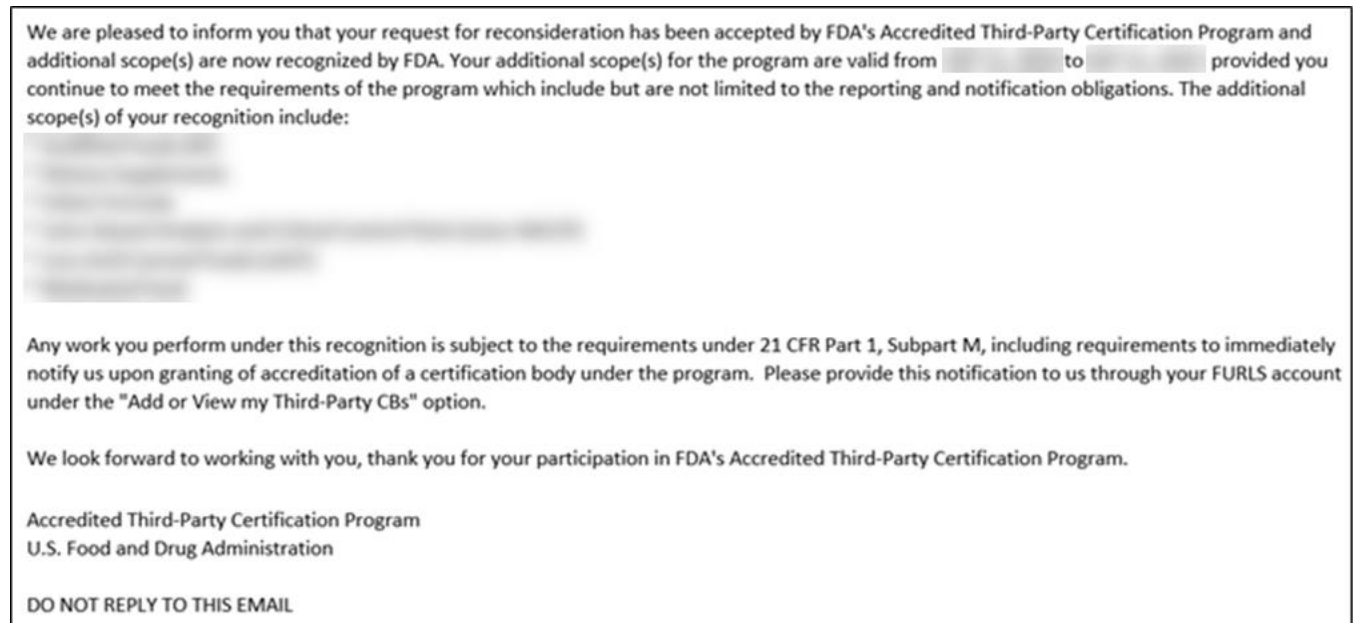 We are pleased to inform you that your request for reconsideration has been accepted by FDA's Accredited Third-Party Certification Program and
additional scope(s) are now recognized by FDA. Your additional scope(s) for the program are valid from to provided you
continue to meet the requirements of the program which include but are not limited to the reporting and notification obligations. The additional
scope(s) of your recognition include:
Any work you perform under this recognition is subject to the requirements under 21 CFR Part 1, Subpart M, including requirements to immediately
notify us upon granting of accreditation of a certification body under the program.  Please provide this notification to us through your FURLS account
under the "Add or View my Third-Party CBs" option.
We look forward to working with you, thank you for your participation in FDA's Accredited Third-Party Certification Program.
Accredited Third-Party Certification Program
U.S. Food and Drug Administration
DO NOT REPLY TO THIS EMAIL